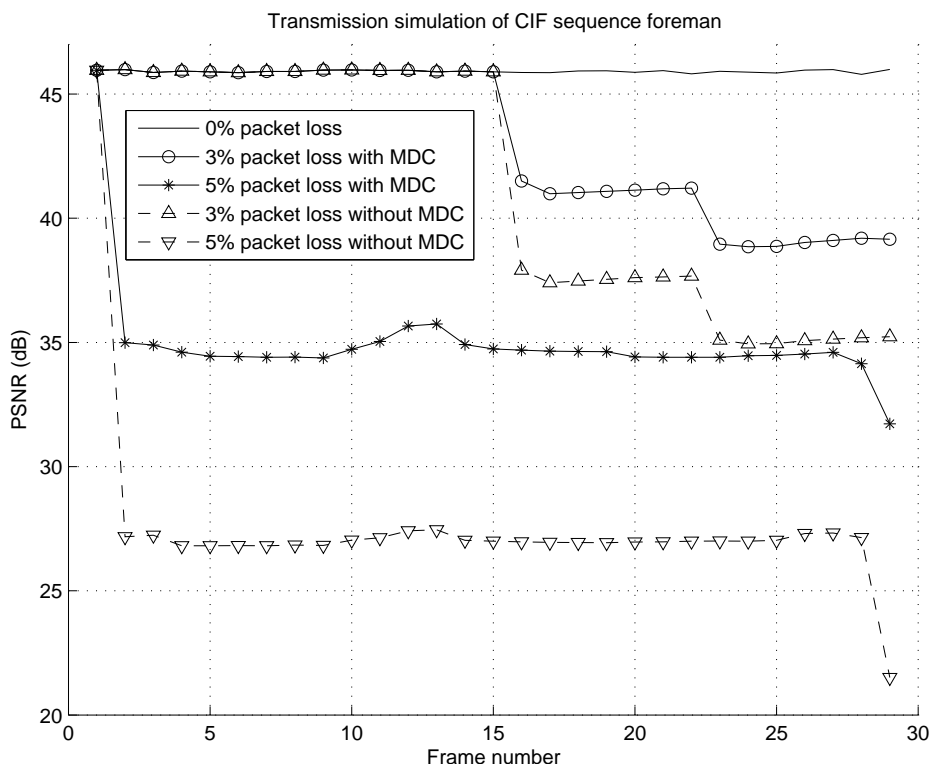 Transmission simulation of CIF sequence foreman
45
40
35
30
25
20
PSNR (dB)
0% packet loss
3% packet loss with MDC
5% packet loss with MDC
3% packet loss without MDC
5% packet loss without MDC
0
5
10
15
20
25
30
Frame number